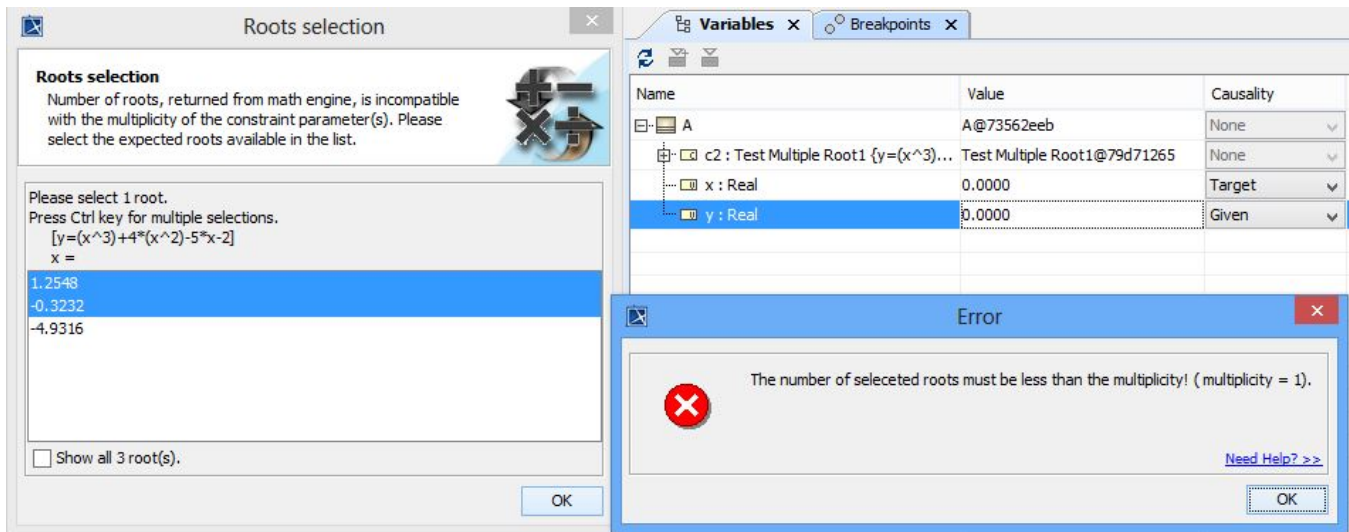 Roots selection
Roots selection
Number of roots, returned from math engine, is incompatible
with the multiplicity of the constraint parameter(s). Please
select the expected roots available in the list.
Please select 1 root.
Press Ctrl key for multiple selections.
[y=(x^3)+4*(x^2)-5*x-2]
x =
1.2548
-0.3232
-4.9316
Show all 3 root(s).
OK
Variables
Breakpoints
Name Value Causality
A A@73562eeb None
c2 : Test Multiple Root1 {y=(x^3)... Test Multiple Root1@79d71265 None
x : Real 0.0000 Target
y : Real 0.0000 Given
Error
The number of seleceted roots must be less than the multiplicity! ( multiplicity = 1).
Need Help? >>
OK